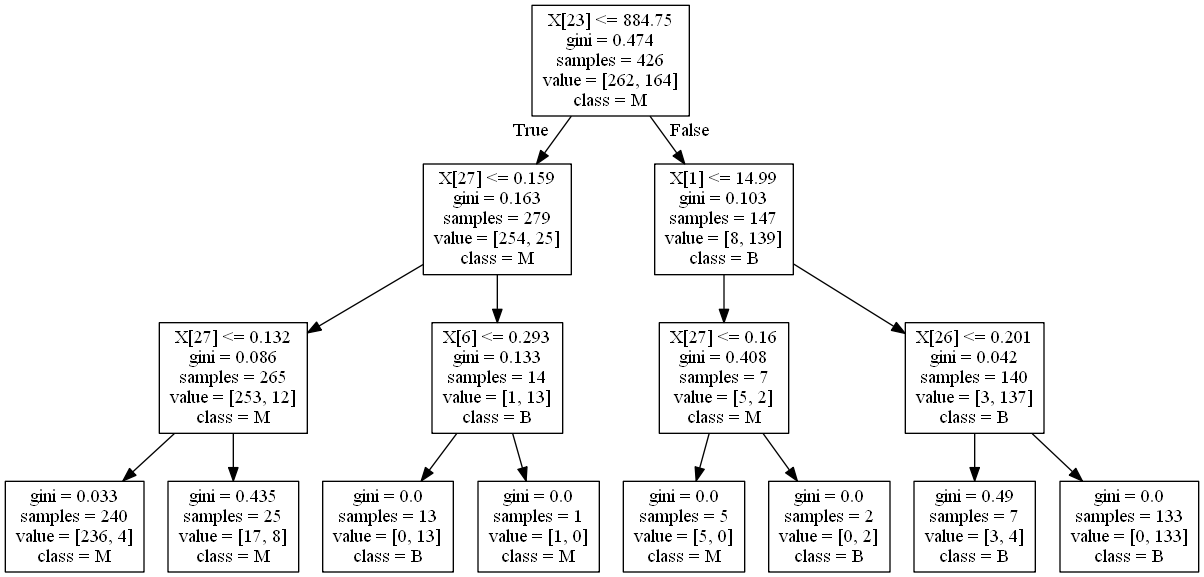 X[23] <= 884.75
gini = 0.474
samples = 426
value = [262, 164]
class = M
True
False
X[27] <= 0.159
gini = 0.163
samples = 279
value = [254, 25]
class = M
X[1] <= 14.99
gini = 0.103
samples = 147
value = [8, 139]
class = B
X[27] <= 0.132
gini = 0.086
samples = 265
value = [253, 12]
class = M
X[6] <= 0.293
gini = 0.133
samples = 14
value = [1, 13]
class = B
X[27] <= 0.16
gini = 0.408
samples = 7
value = [5, 2]
class = M
X[26] <= 0.201
gini = 0.042
samples = 140
value = [3, 137]
class = B
gini = 0.033
samples = 240
value = [236, 4]
class = M
gini = 0.435
samples = 25
value = [17, 8]
class = M
gini = 0.0
samples = 13
value = [0, 13]
class = B
gini = 0.0
samples = 1
value = [1, 0]
class = M
gini = 0.0
samples = 5
value = [5, 0]
class = M
gini = 0.0
samples = 2
value = [0, 2]
class = B
gini = 0.49
samples = 7
value = [3, 4]
class = B
gini = 0.0
samples = 133
value = [0, 133]
class = B